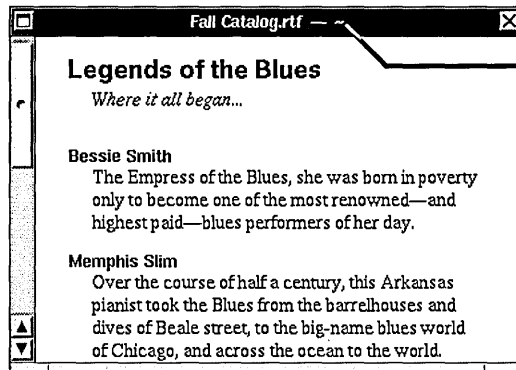 Fall Catalog.rtf — ~
Legends of the Blues
Where it all began...
Bessie Smith
The Empress of the Blues, she was born in poverty
only to become one of the most renowned—and
highest paid—blues performers of her day.
Memphis Slim
Over the course of half a century, this Arkansas
pianist took the Blues from the barrelhouses and
dives of Beale street, to the big-name blues world
of Chicago, and across the ocean to the world.